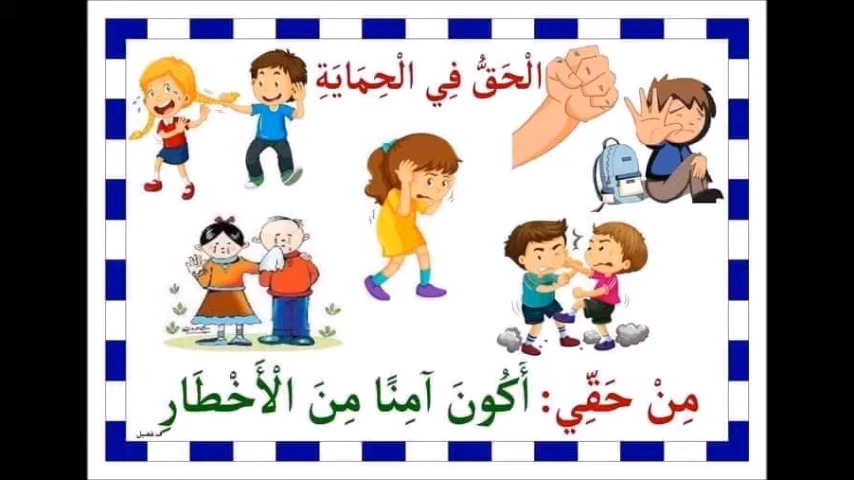 الْحَقُّ فِي الْحِمَايَةِ
مِنْ حَقِّي: أَكُونَ آمِنًا مِنَ الْأَخْطَارِ